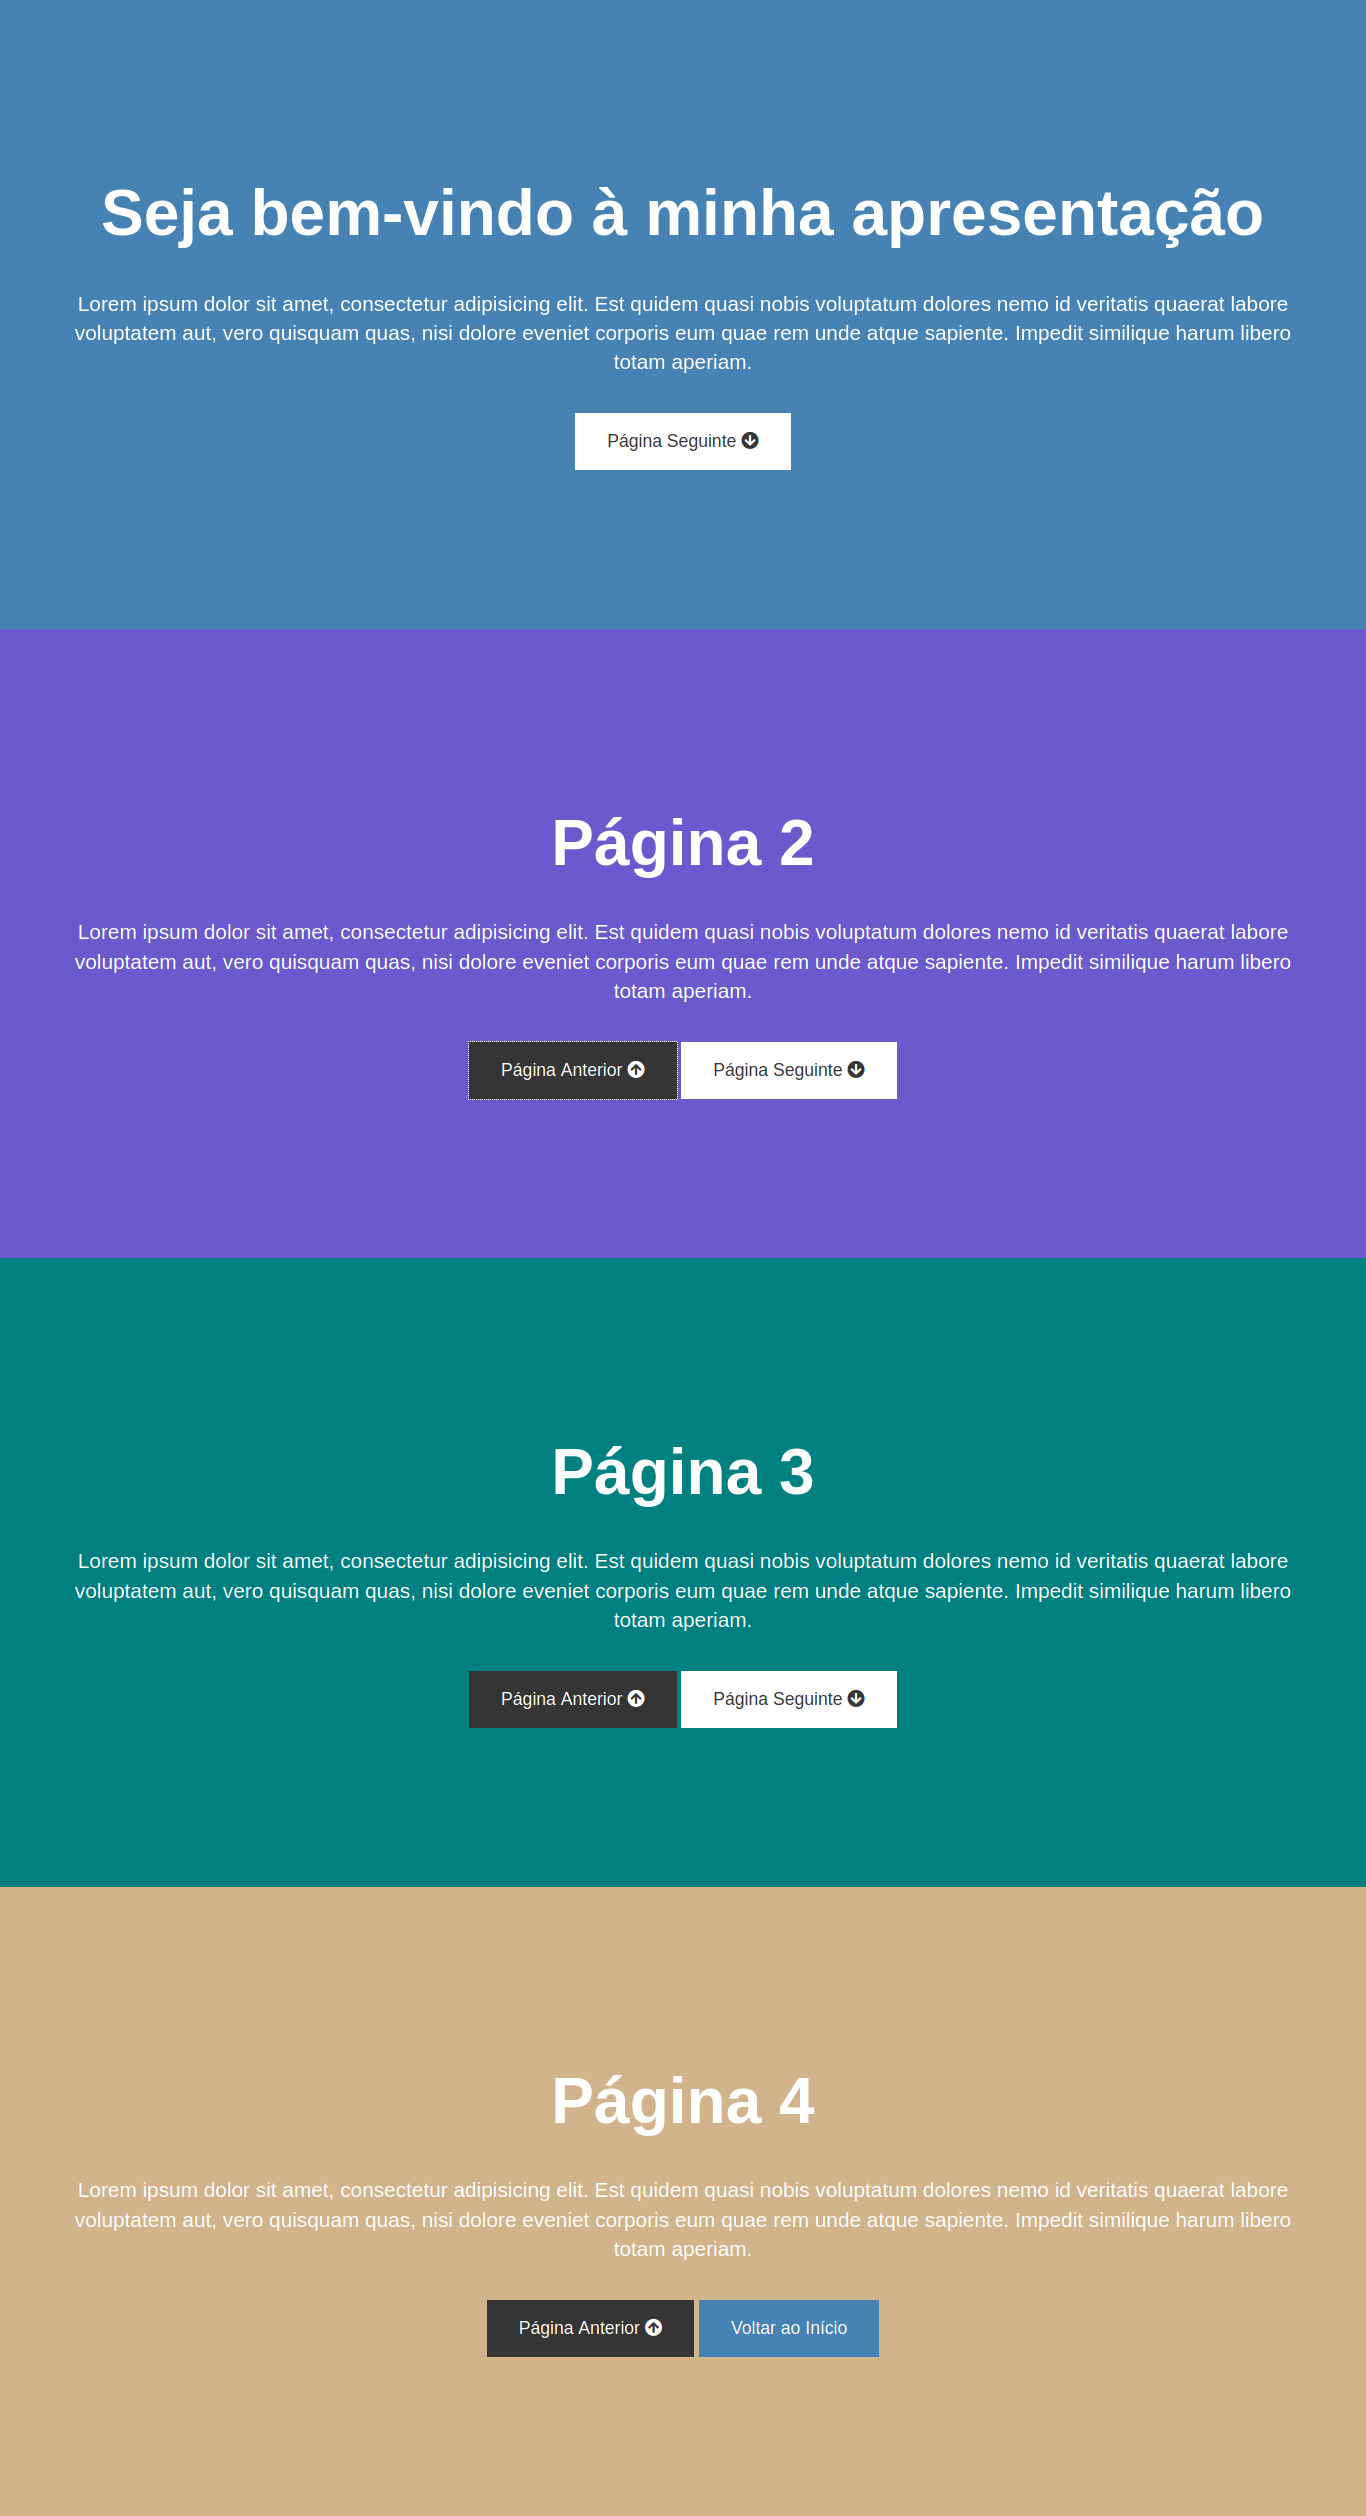 Seja bem-vindo à minha apresentação
Lorem ipsum dolor sit amet, consectetur adipisicing elit. Est quidem quasi nobis voluptatum dolores nemo id veritatis quaerat labore
voluptatem aut, vero quisquam quas, nisi dolore eveniet corporis eum quae rem unde atque sapiente. Impedit similique harum libero
totam aperiam.
Página Seguinte
Página 2
Lorem ipsum dolor sit amet, consectetur adipisicing elit. Est quidem quasi nobis voluptatum dolores nemo id veritatis quaerat labore
voluptatem aut, vero quisquam quas, nisi dolore eveniet corporis eum quae rem unde atque sapiente. Impedit similique harum libero
totam aperiam.
Página Anterior Página Seguinte
Página 3
Lorem ipsum dolor sit amet, consectetur adipisicing elit. Est quidem quasi nobis voluptatum dolores nemo id veritatis quaerat labore
voluptatem aut, vero quisquam quas, nisi dolore eveniet corporis eum quae rem unde atque sapiente. Impedit similique harum libero
totam aperiam.
Página Anterior Página Seguinte
Página 4
Lorem ipsum dolor sit amet, consectetur adipisicing elit. Est quidem quasi nobis voluptatum dolores nemo id veritatis quaerat labore
voluptatem aut, vero quisquam quas, nisi dolore eveniet corporis eum quae rem unde atque sapiente. Impedit similique harum libero
totam aperiam.
Página Anterior Voltar ao Início